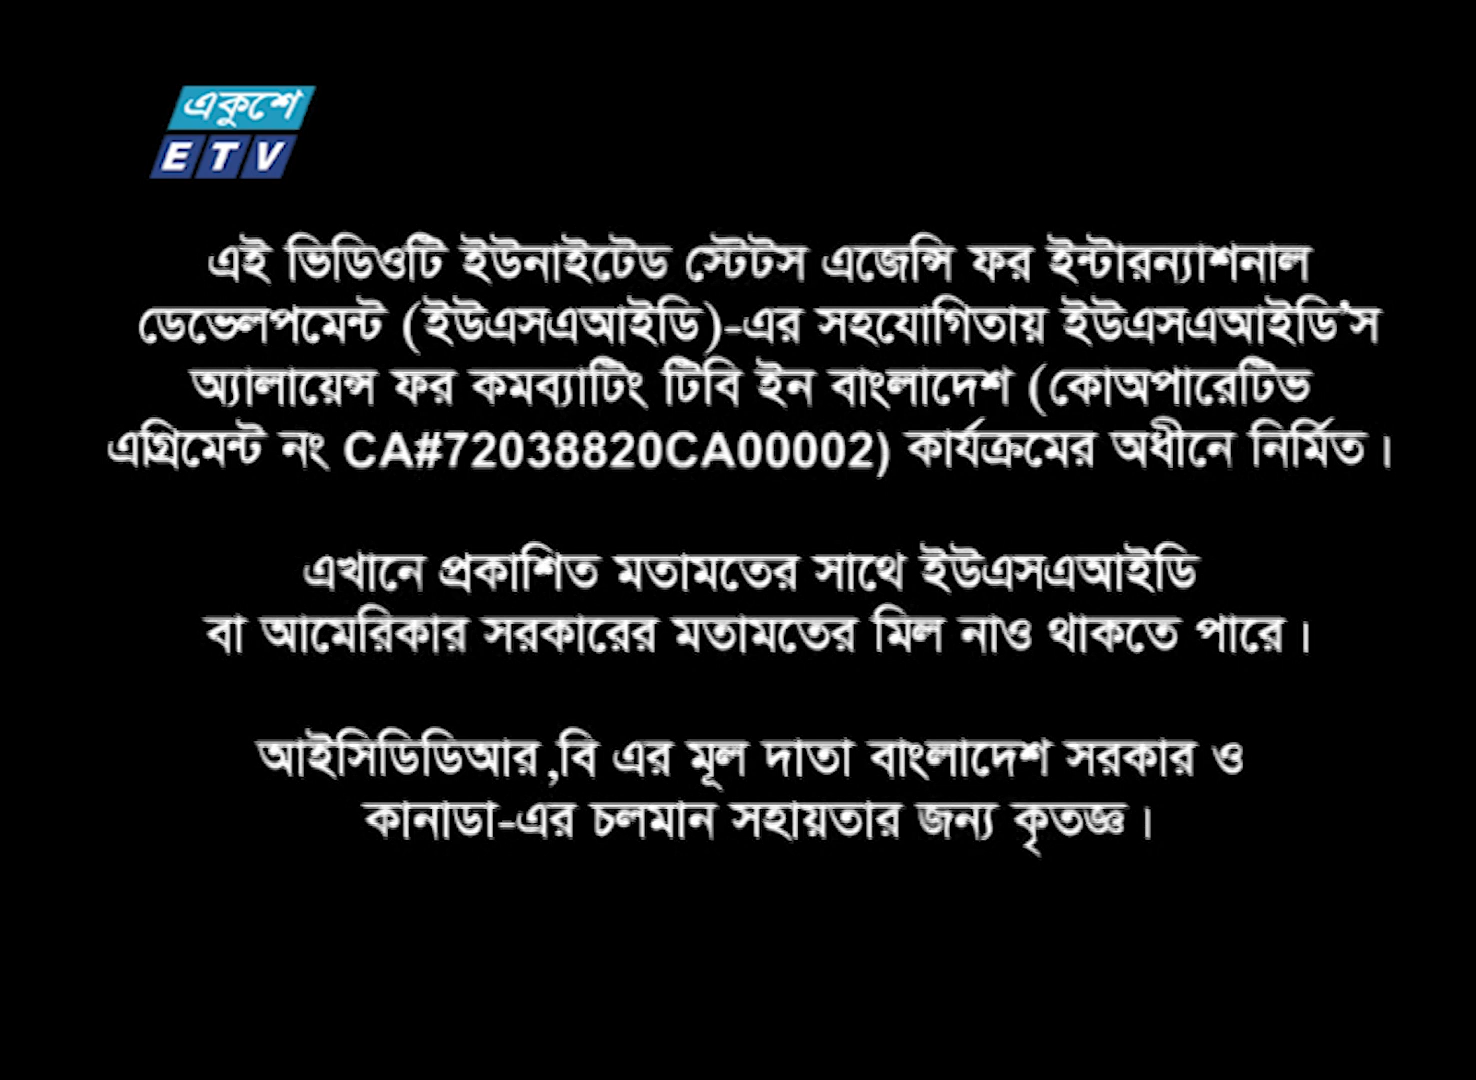 একুশে
ETV
এই ভিডিওটি ইউনাইটেড স্টেটস এজেন্সি ফর ইন্টারন্যাশনাল
ডেভেলপমেন্ট (ইউএসএআইডি)-এর সহযোগিতায় ইউএসএআইডি'স
অ্যালায়েন্স ফর কমব্যাটিং টিবি ইন বাংলাদেশ (কোঅপারেটিভ
এগ্রিমেন্ট নং CA#72038820CA00002) কার্যক্রমের অধীনে নির্মিত।
এখানে প্রকাশিত মতামতের সাথে ইউএসএআইডি
বা আমেরিকার সরকারের মতামতের মিল নাও থাকতে পারে।
আইসিডিডিআর,বি এর মূল দাতা বাংলাদেশ সরকার ও
কানাডা-এর চলমান সহায়তার জন্য কৃতজ্ঞ।